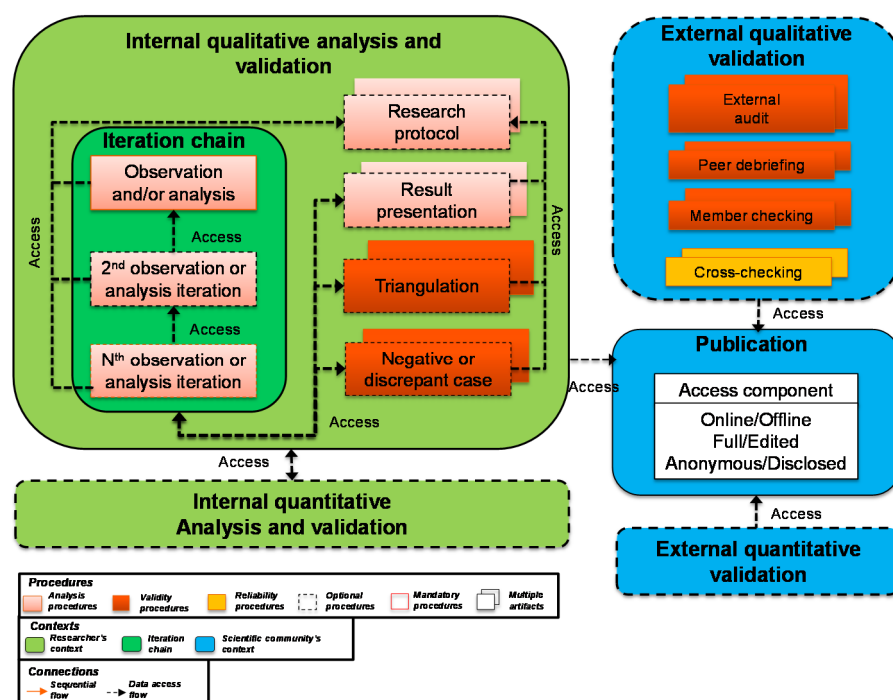 Internal qualitative analysis and
validation
Iteration chain
Observation
and/or analysis
Access
2nd observation or
analysis iteration
Access
Nth observation or
analysis iteration
Access
Research
protocol
Result
presentation
Triangulation
Negative or
discrepant case
Access
Access
Access
Internal quantitative
Analysis and validation
External qualitative
validation
External
audit
Peer debriefing
Member checking
Cross-checking
Access
Access
Publication
Access component
Online/Offline
Full/Edited
Anonymous/Disclosed
Access
External quantitative
validation
Procedures
Analysis
procedures
Validity
procedures
Reliability
procedures
Optional
procedures
Mandatory
procedures
Multiple
artifacts
Contexts
Researcher's
context
Iteration
chain
Scientific community's
context
Connections
Sequential
flow
Data access
flow